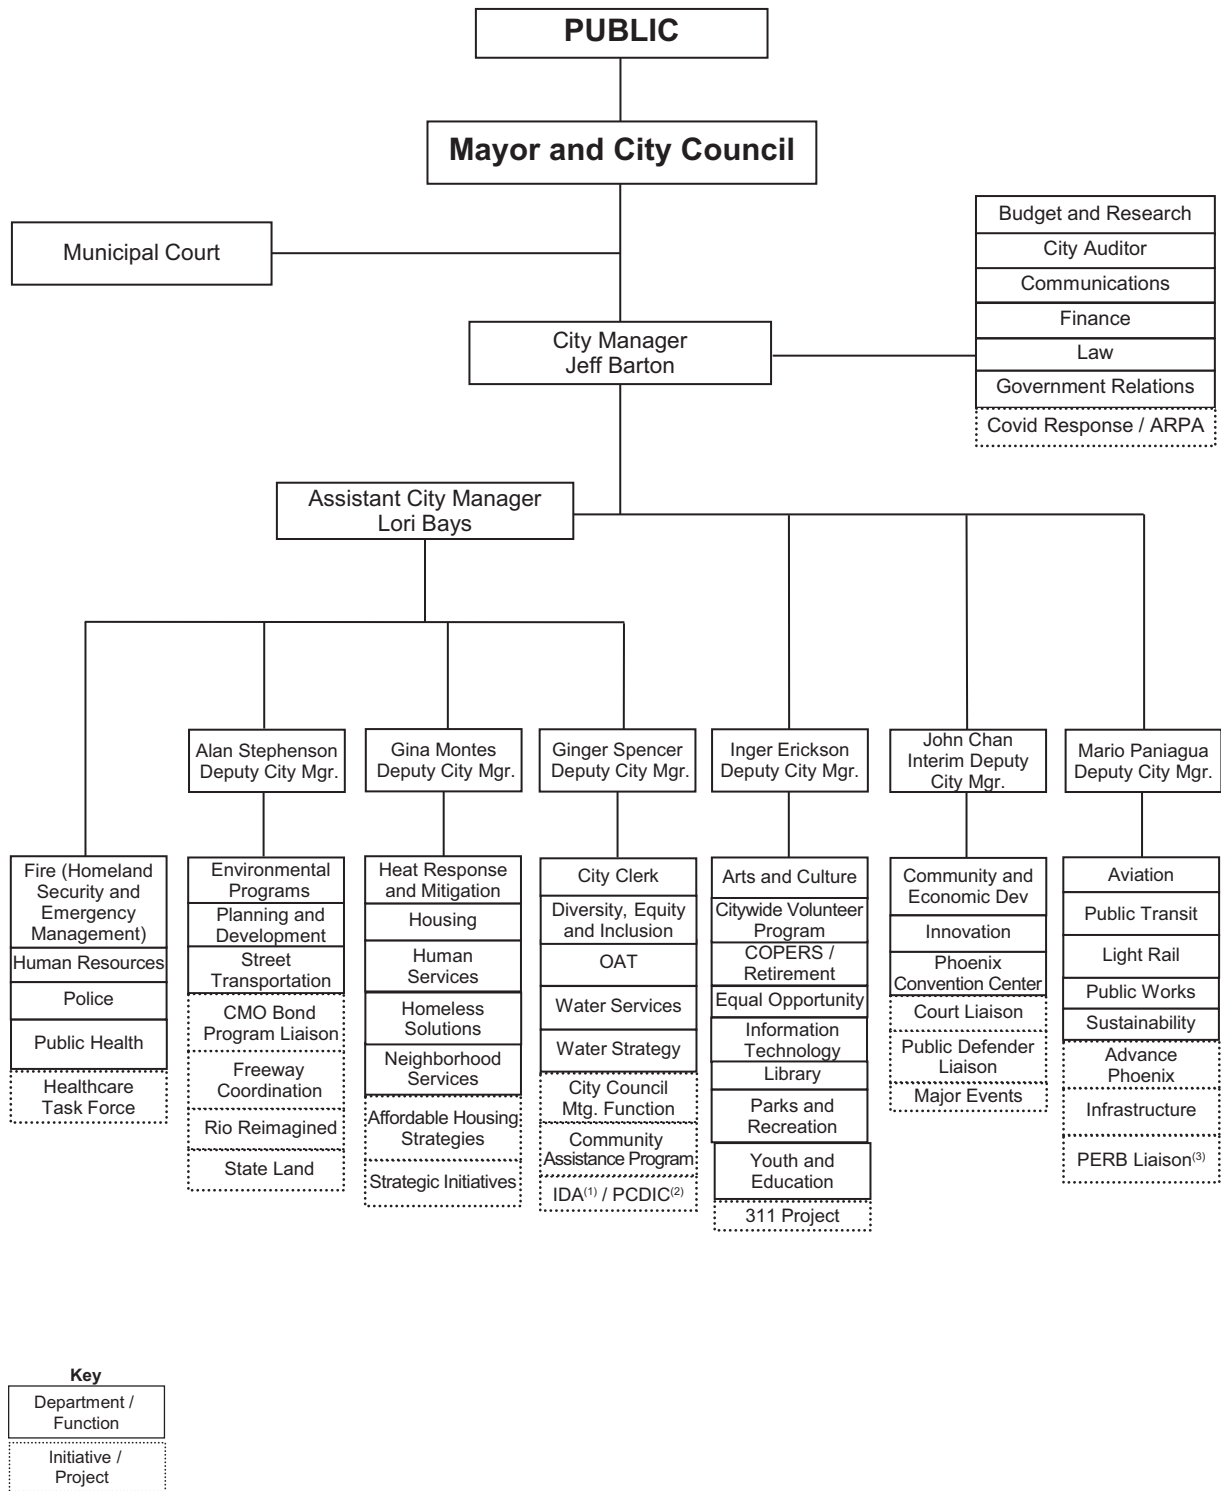 PUBLIC
Mayor and City Council
Municipal Court
Budget and Research
City Auditor
Communications
Finance
Law
Government Relations
Covid Response / ARPA
City Manager
Jeff Barton
Assistant City Manager
Lori Bays
Alan Stephenson
Deputy City Mgr.
Gina Montes
Deputy City Mgr.
Ginger Spencer
Deputy City Mgr.
Inger Erickson
Deputy City Mgr.
John Chan
Interim Deputy
City Mgr.
Mario Paniagua
Deputy City Mgr.
Fire (Homeland
Security and
Emergency
Management)
Human Resources
Police
Public Health
Healthcare
Task Force
Environmental
Programs
Planning and
Development
Street
Transportation
CMO Bond
Program Liaison
Freeway
Coordination
Rio Reimagined
State Land
Heat Response
and Mitigation
Housing
Human
Services
Homeless
Solutions
Neighborhood
Services
Affordable Housing
Strategies
Strategic Initiatives
City Clerk
Diversity, Equity
and Inclusion
OAT
Water Services
Water Strategy
City Council
Mtg. Function
Community
Assistance Program
IDA(1) / PCDIC(2)
Arts and Culture
Citywide Volunteer
Program
COPERS /
Retirement
Equal Opportunity
Information
Technology
Library
Parks and
Recreation
Youth and
Education
311 Project
Community and
Economic Dev
Innovation
Phoenix
Convention Center
Court Liaison
Public Defender
Liaison
Major Events
Aviation
Public Transit
Light Rail
Public Works
Sustainability
Advance
Phoenix
Infrastructure
PERB Liaison(3)
Key
Department /
Function
Initiative /
Project